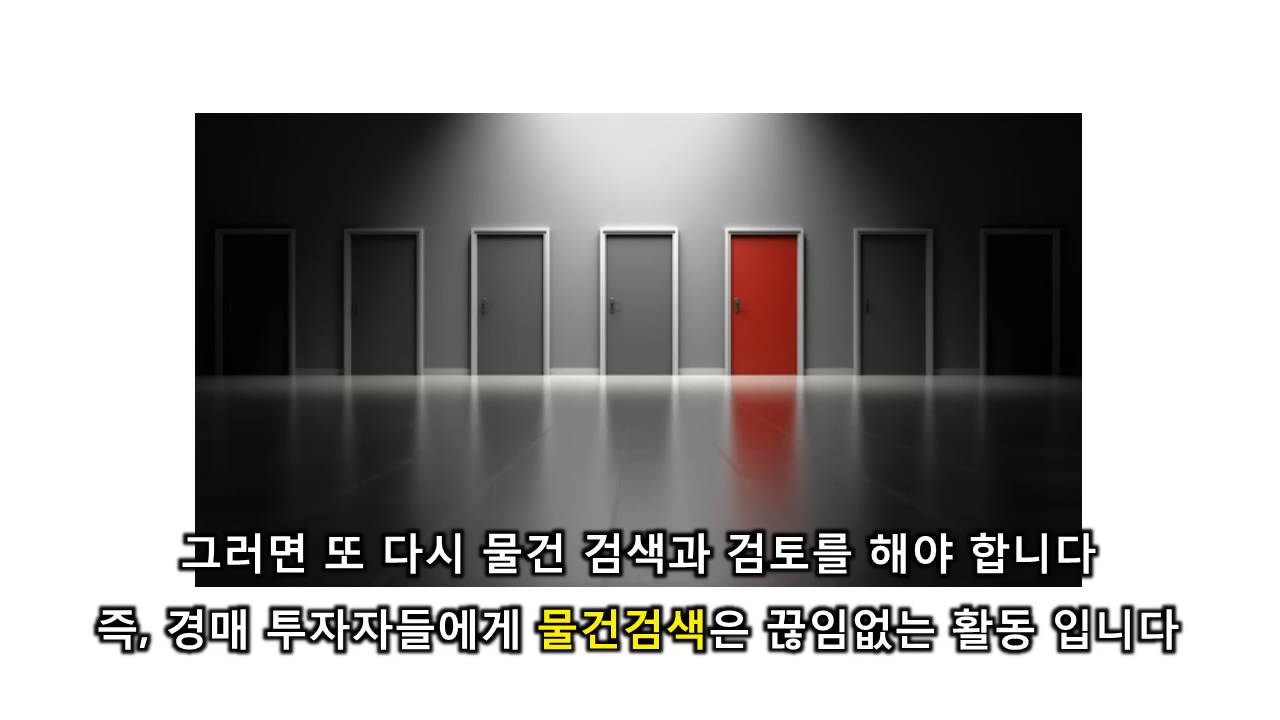 그러면 또 다시 물건 검색과 검토를 해야 합니다
즉, 경매 투자자들에게 물건검색은 끊임없는 활동 입니다